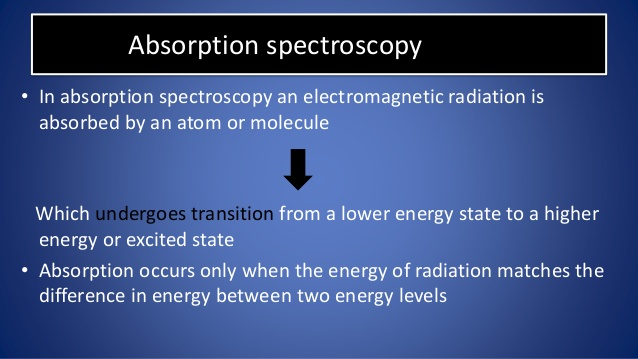 Absorption spectroscopy
• In absorption spectroscopy an electromagnetic radiation is
absorbed by an atom or molecule
Which undergoes transition from a lower energy state to a higher
energy or excited state
• Absorption occurs only when the energy of radiation matches the
difference in energy between two energy levels